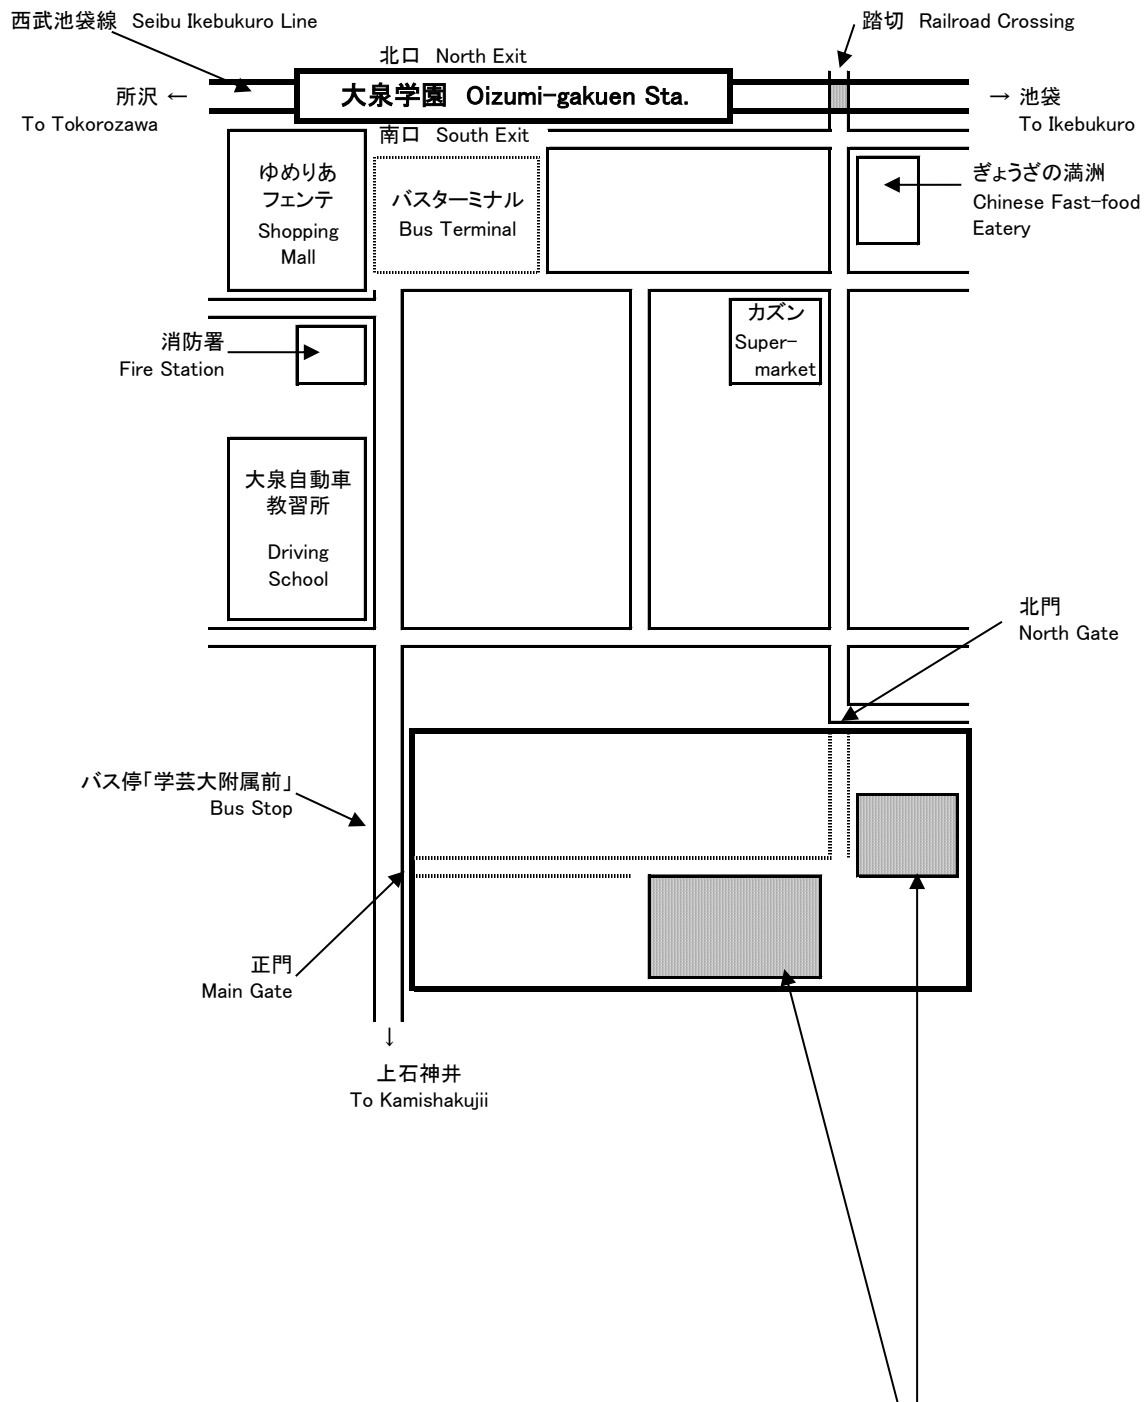 西武池袋線 Seibu Ikebukuro Line
踏切 Railroad Crossing
北口 North Exit
大泉学園 Oizumi-gakuen Sta.
所沢 ←
To Tokorozawa
→ 池袋
To Ikebukuro
南口 South Exit
ゆめりあ
フェンテ
Shopping
Mall
バスターミナル
Bus Terminal
ぎょうざの満洲
Chinese Fast-food
Eatery
カズン
Super-
market
消防署
Fire Station
大泉自動車
教習所
Driving
School
北門
North Gate
バス停「学芸大附属前」
Bus Stop
正門
Main Gate
↓
上石神井
To Kamishakujii